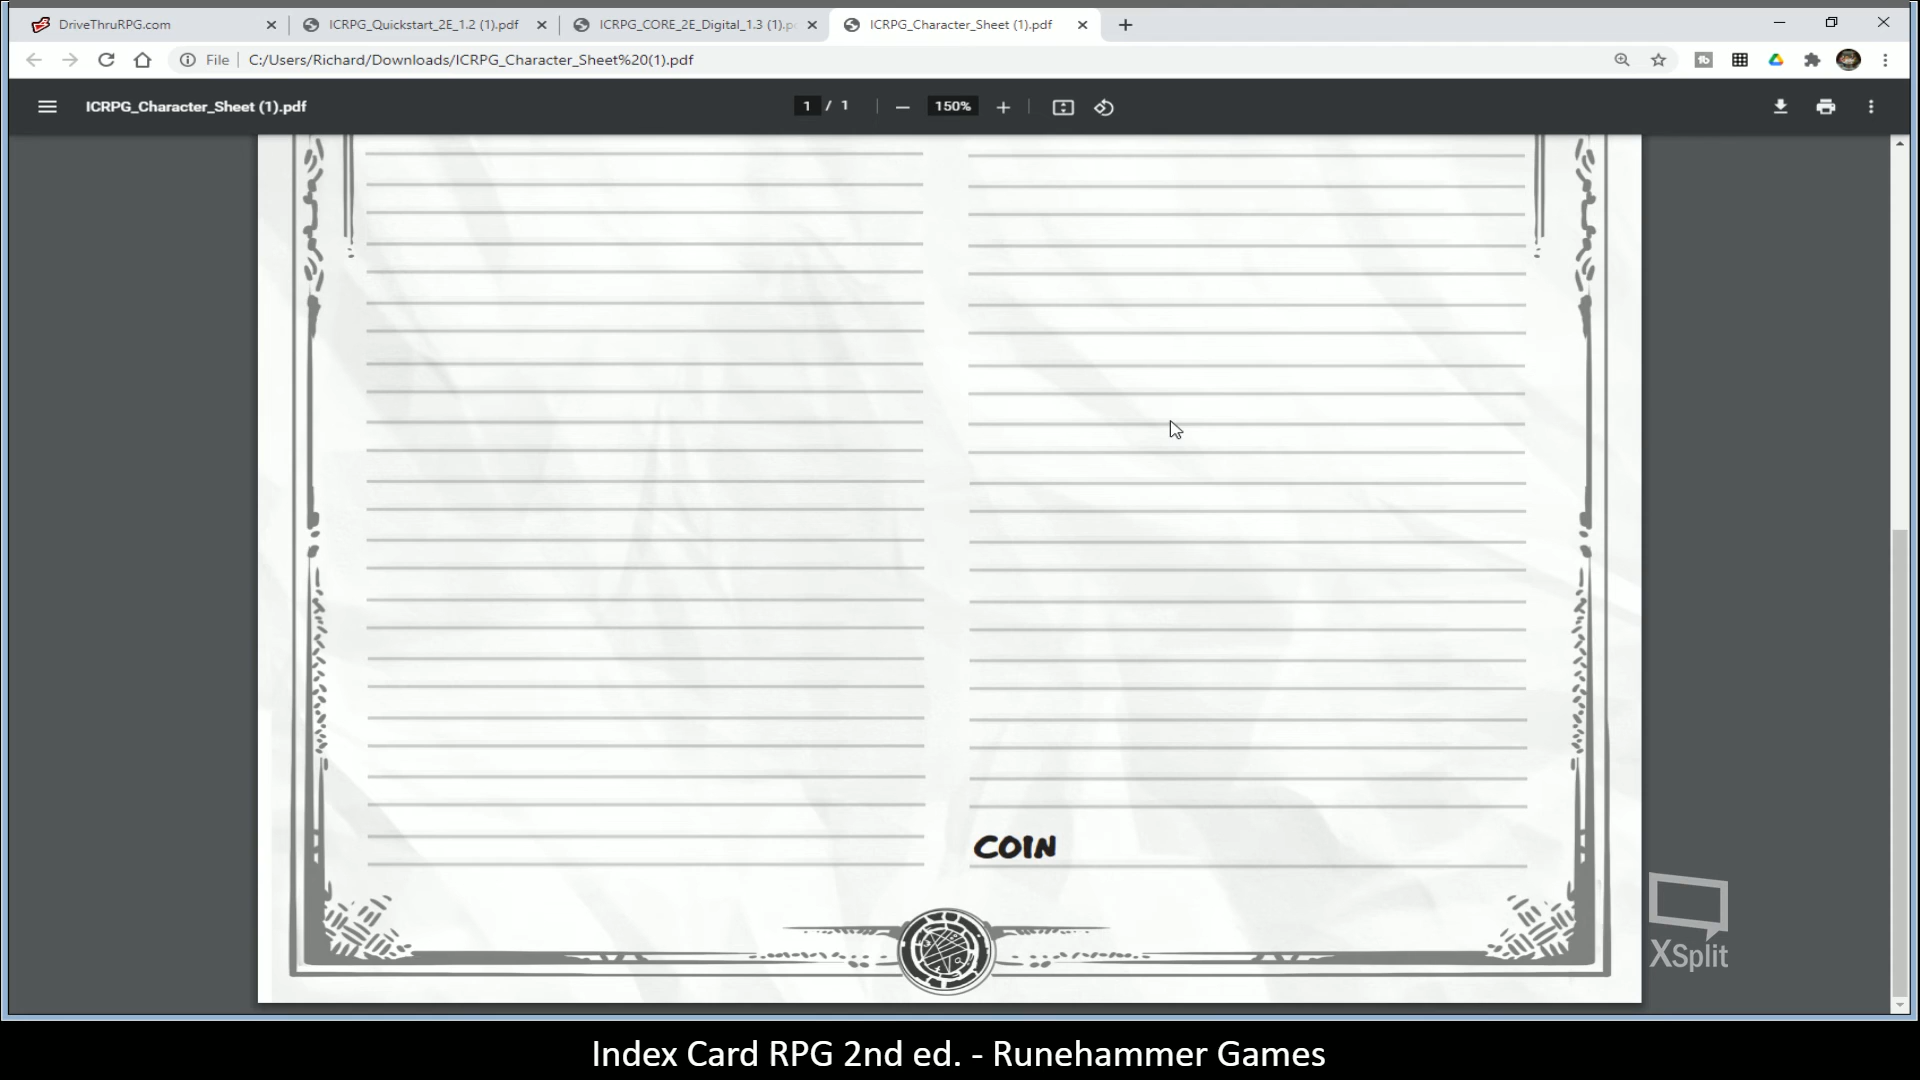 DriveThruRPG.com
ICRPG_Quickstart_2E_1.2 (1).pdf
ICRPG_CORE_2E_Digital_1.3 (1).p
ICRPG_Character_Sheet (1).pdf
File
C:/Users/Richard/Downloads/ICRPG_Character_Sheet%20(1).pdf
ICRPG_Character_Sheet (1).pdf
1 / 1
150%
COIN
XSplit
Index Card RPG 2nd ed. - Runehammer Games